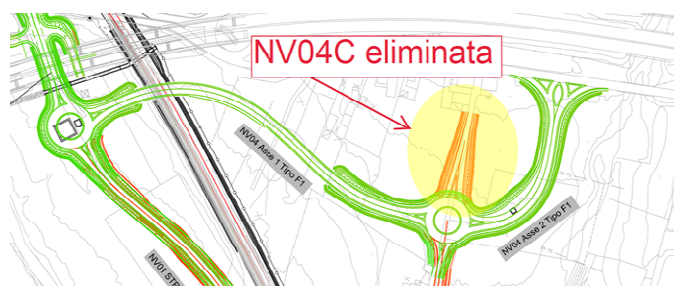 NV04C eliminata
NV04 Asse 1 Tipo F1
NV04 Asse 2 Tipo F1
NV01 STR